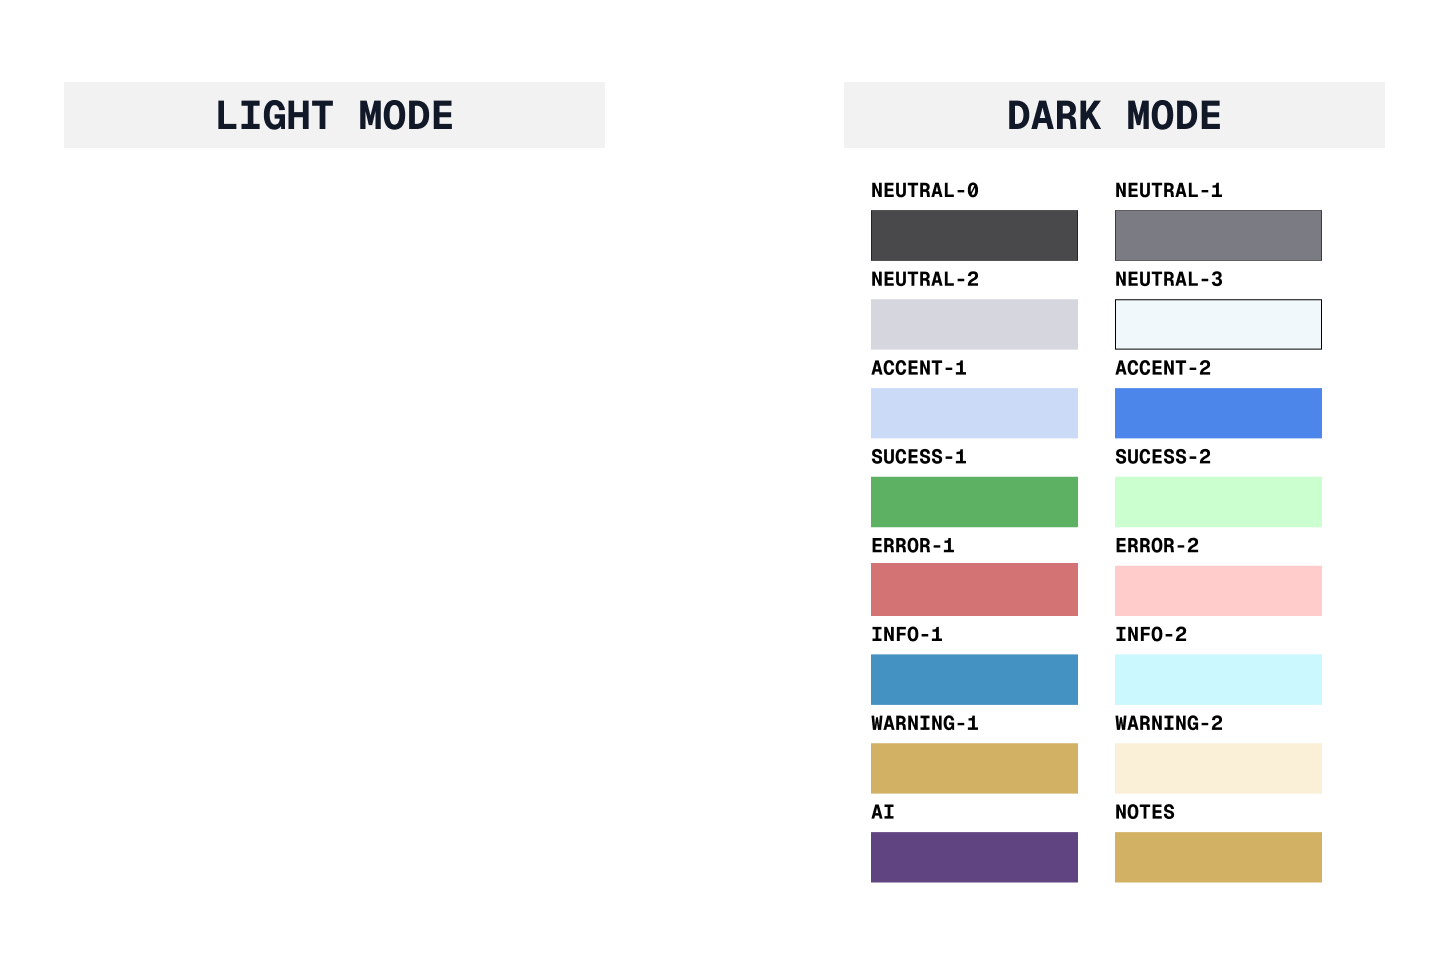 LIGHT MODE
DARK MODE
NEUTRAL-0
NEUTRAL-1
NEUTRAL-2
NEUTRAL-3
ACCENT-1
ACCENT-2
SUCESS-1
SUCESS-2
ERROR-1
ERROR-2
INFO-1
INFO-2
WARNING-1
WARNING-2
AI
NOTES